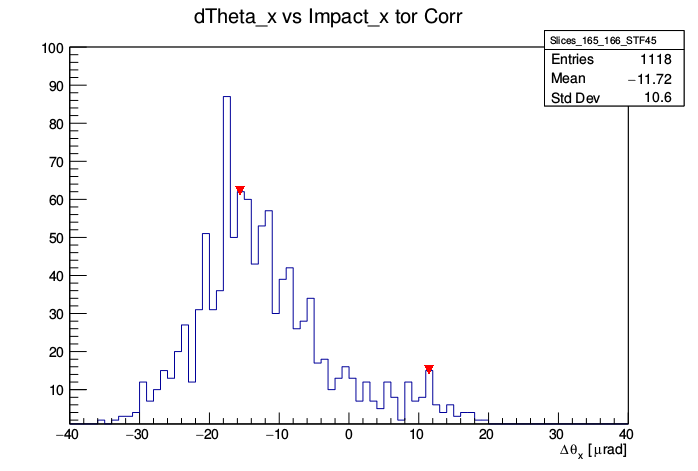 dTheta_x vs Impact_x tor Corr
Slices_165_166_STF45
Entries 1118
Mean −11.72
Std Dev 10.6
100
90
80
70
60
50
40
30
20
10
−40 −30 −20 −10 0 10 20 30 40
Δθx [μrad]